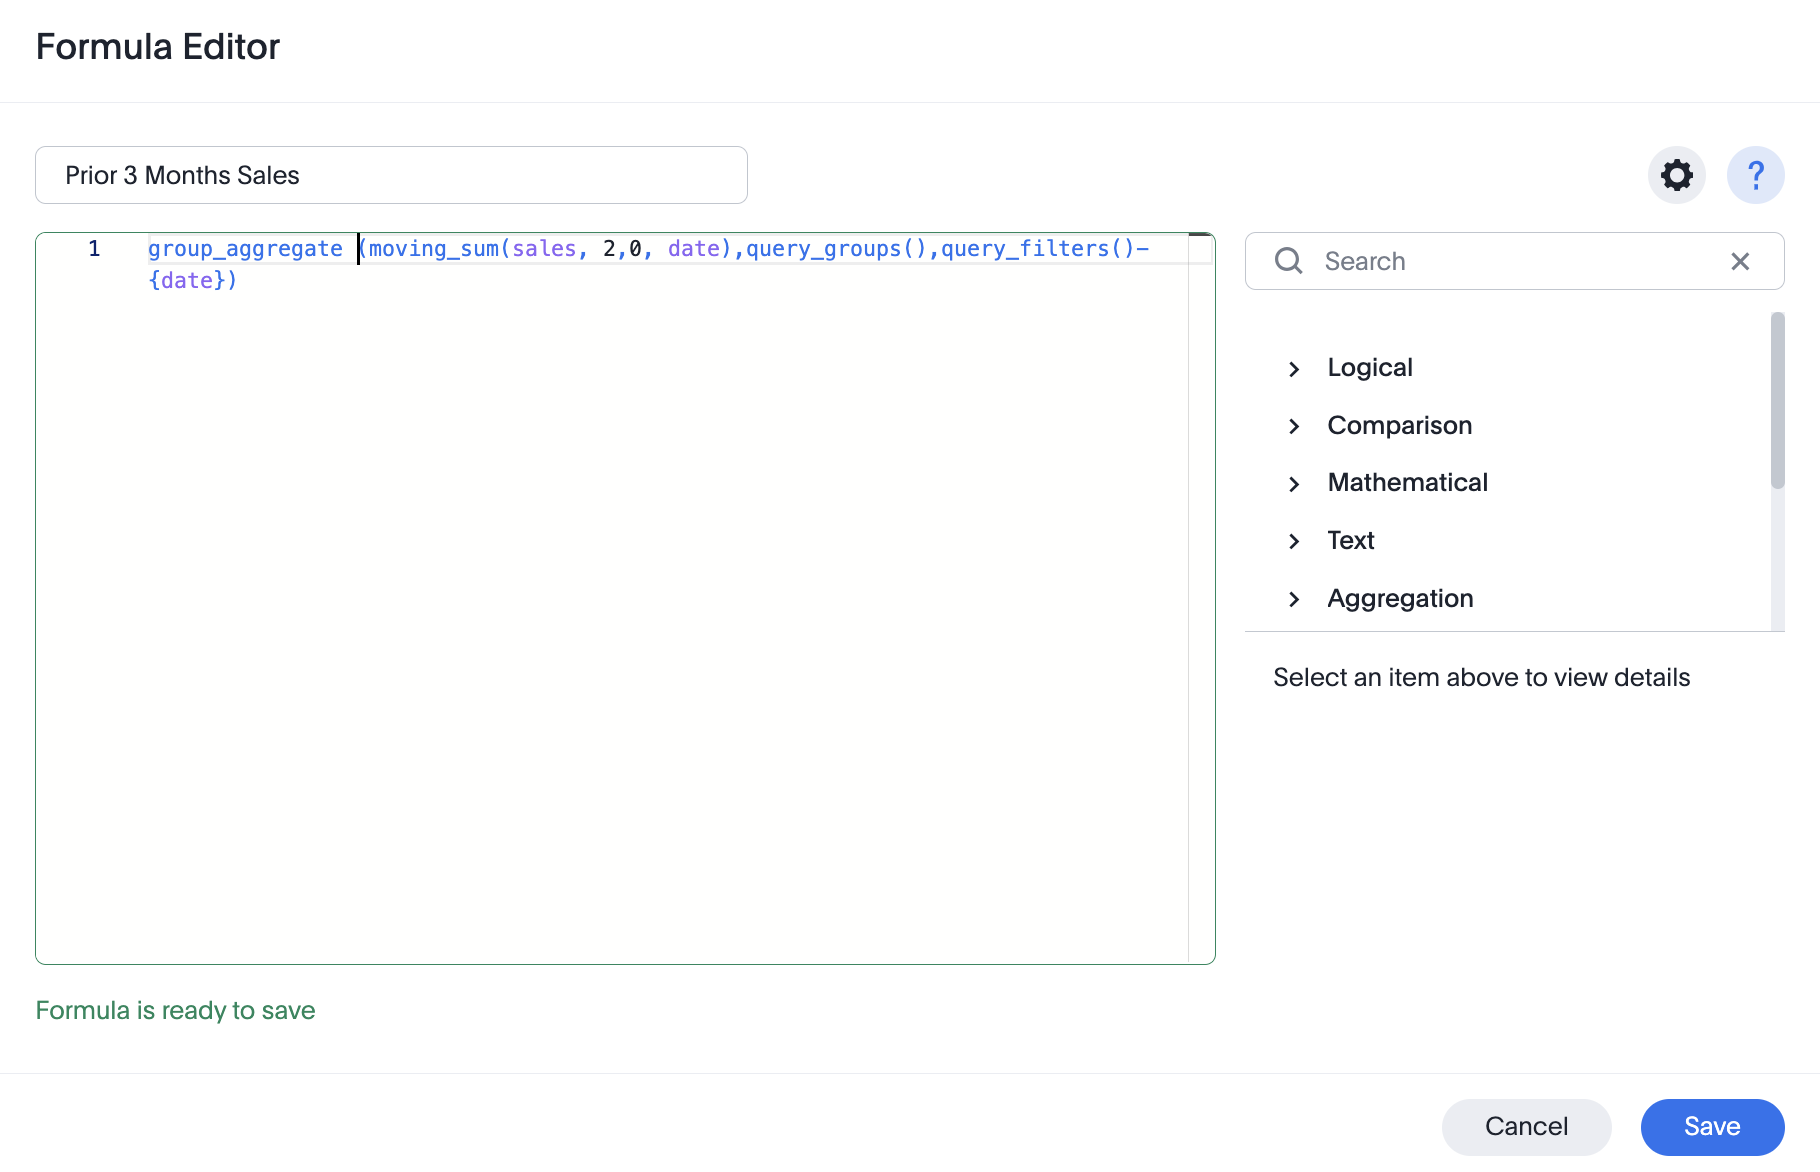 Formula Editor
Prior 3 Months Sales
?
1 group_aggregate (moving_sum(sales, 2,0, date),query_groups(),query_filters()-
{date})
Search
Logical
Comparison
Mathematical
Text
Aggregation
Select an item above to view details
Formula is ready to save
Cancel Save